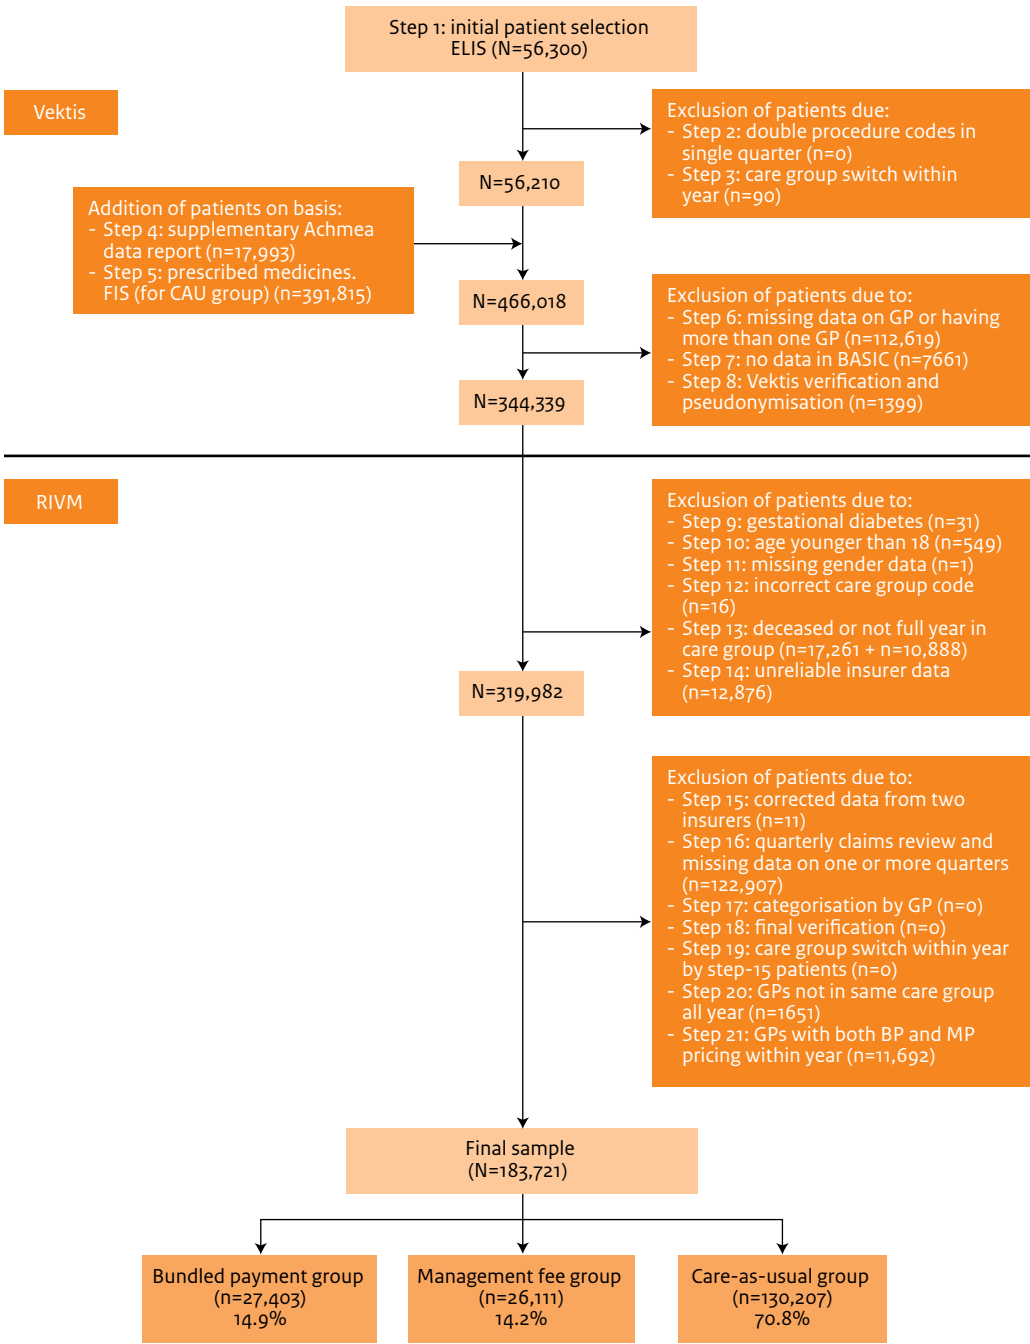 Step 1: initial patient selection
ELIS (N=56,300)
Vektis
Exclusion of patients due:
- Step 2: double procedure codes in
single quarter (n=0)
- Step 3: care group switch within
year (n=90)
N=56,210
Addition of patients on basis:
- Step 4: supplementary Achmea
data report (n=17,993)
- Step 5: prescribed medicines.
FIS (for CAU group) (n=391,815)
N=466,018
Exclusion of patients due to:
- Step 6: missing data on GP or having
more than one GP (n=112,619)
- Step 7: no data in BASIC (n=7661)
- Step 8: Vektis verification and
pseudonymisation (n=1399)
N=344,339
RIVM
Exclusion of patients due to:
- Step 9: gestational diabetes (n=31)
- Step 10: age younger than 18 (n=549)
- Step 11: missing gender data (n=1)
- Step 12: incorrect care group code
(n=16)
- Step 13: deceased or not full year in
care group (n=17,261 + n=10,888)
- Step 14: unreliable insurer data
(n=12,876)
N=319,982
Exclusion of patients due to:
- Step 15: corrected data from two
insurers (n=11)
- Step 16: quarterly claims review and
missing data on one or more quarters
(n=122,907)
- Step 17: categorisation by GP (n=0)
- Step 18: final verification (n=0)
- Step 19: care group switch within year
by step-15 patients (n=0)
- Step 20: GPs not in same care group
all year (n=1651)
- Step 21: GPs with both BP and MP
pricing within year (n=11,692)
Final sample
(N=183,721)
Bundled payment group
(n=27,403)
14.9%
Management fee group
(n=26,111)
14.2%
Care-as-usual group
(n=130,207)
70.8%